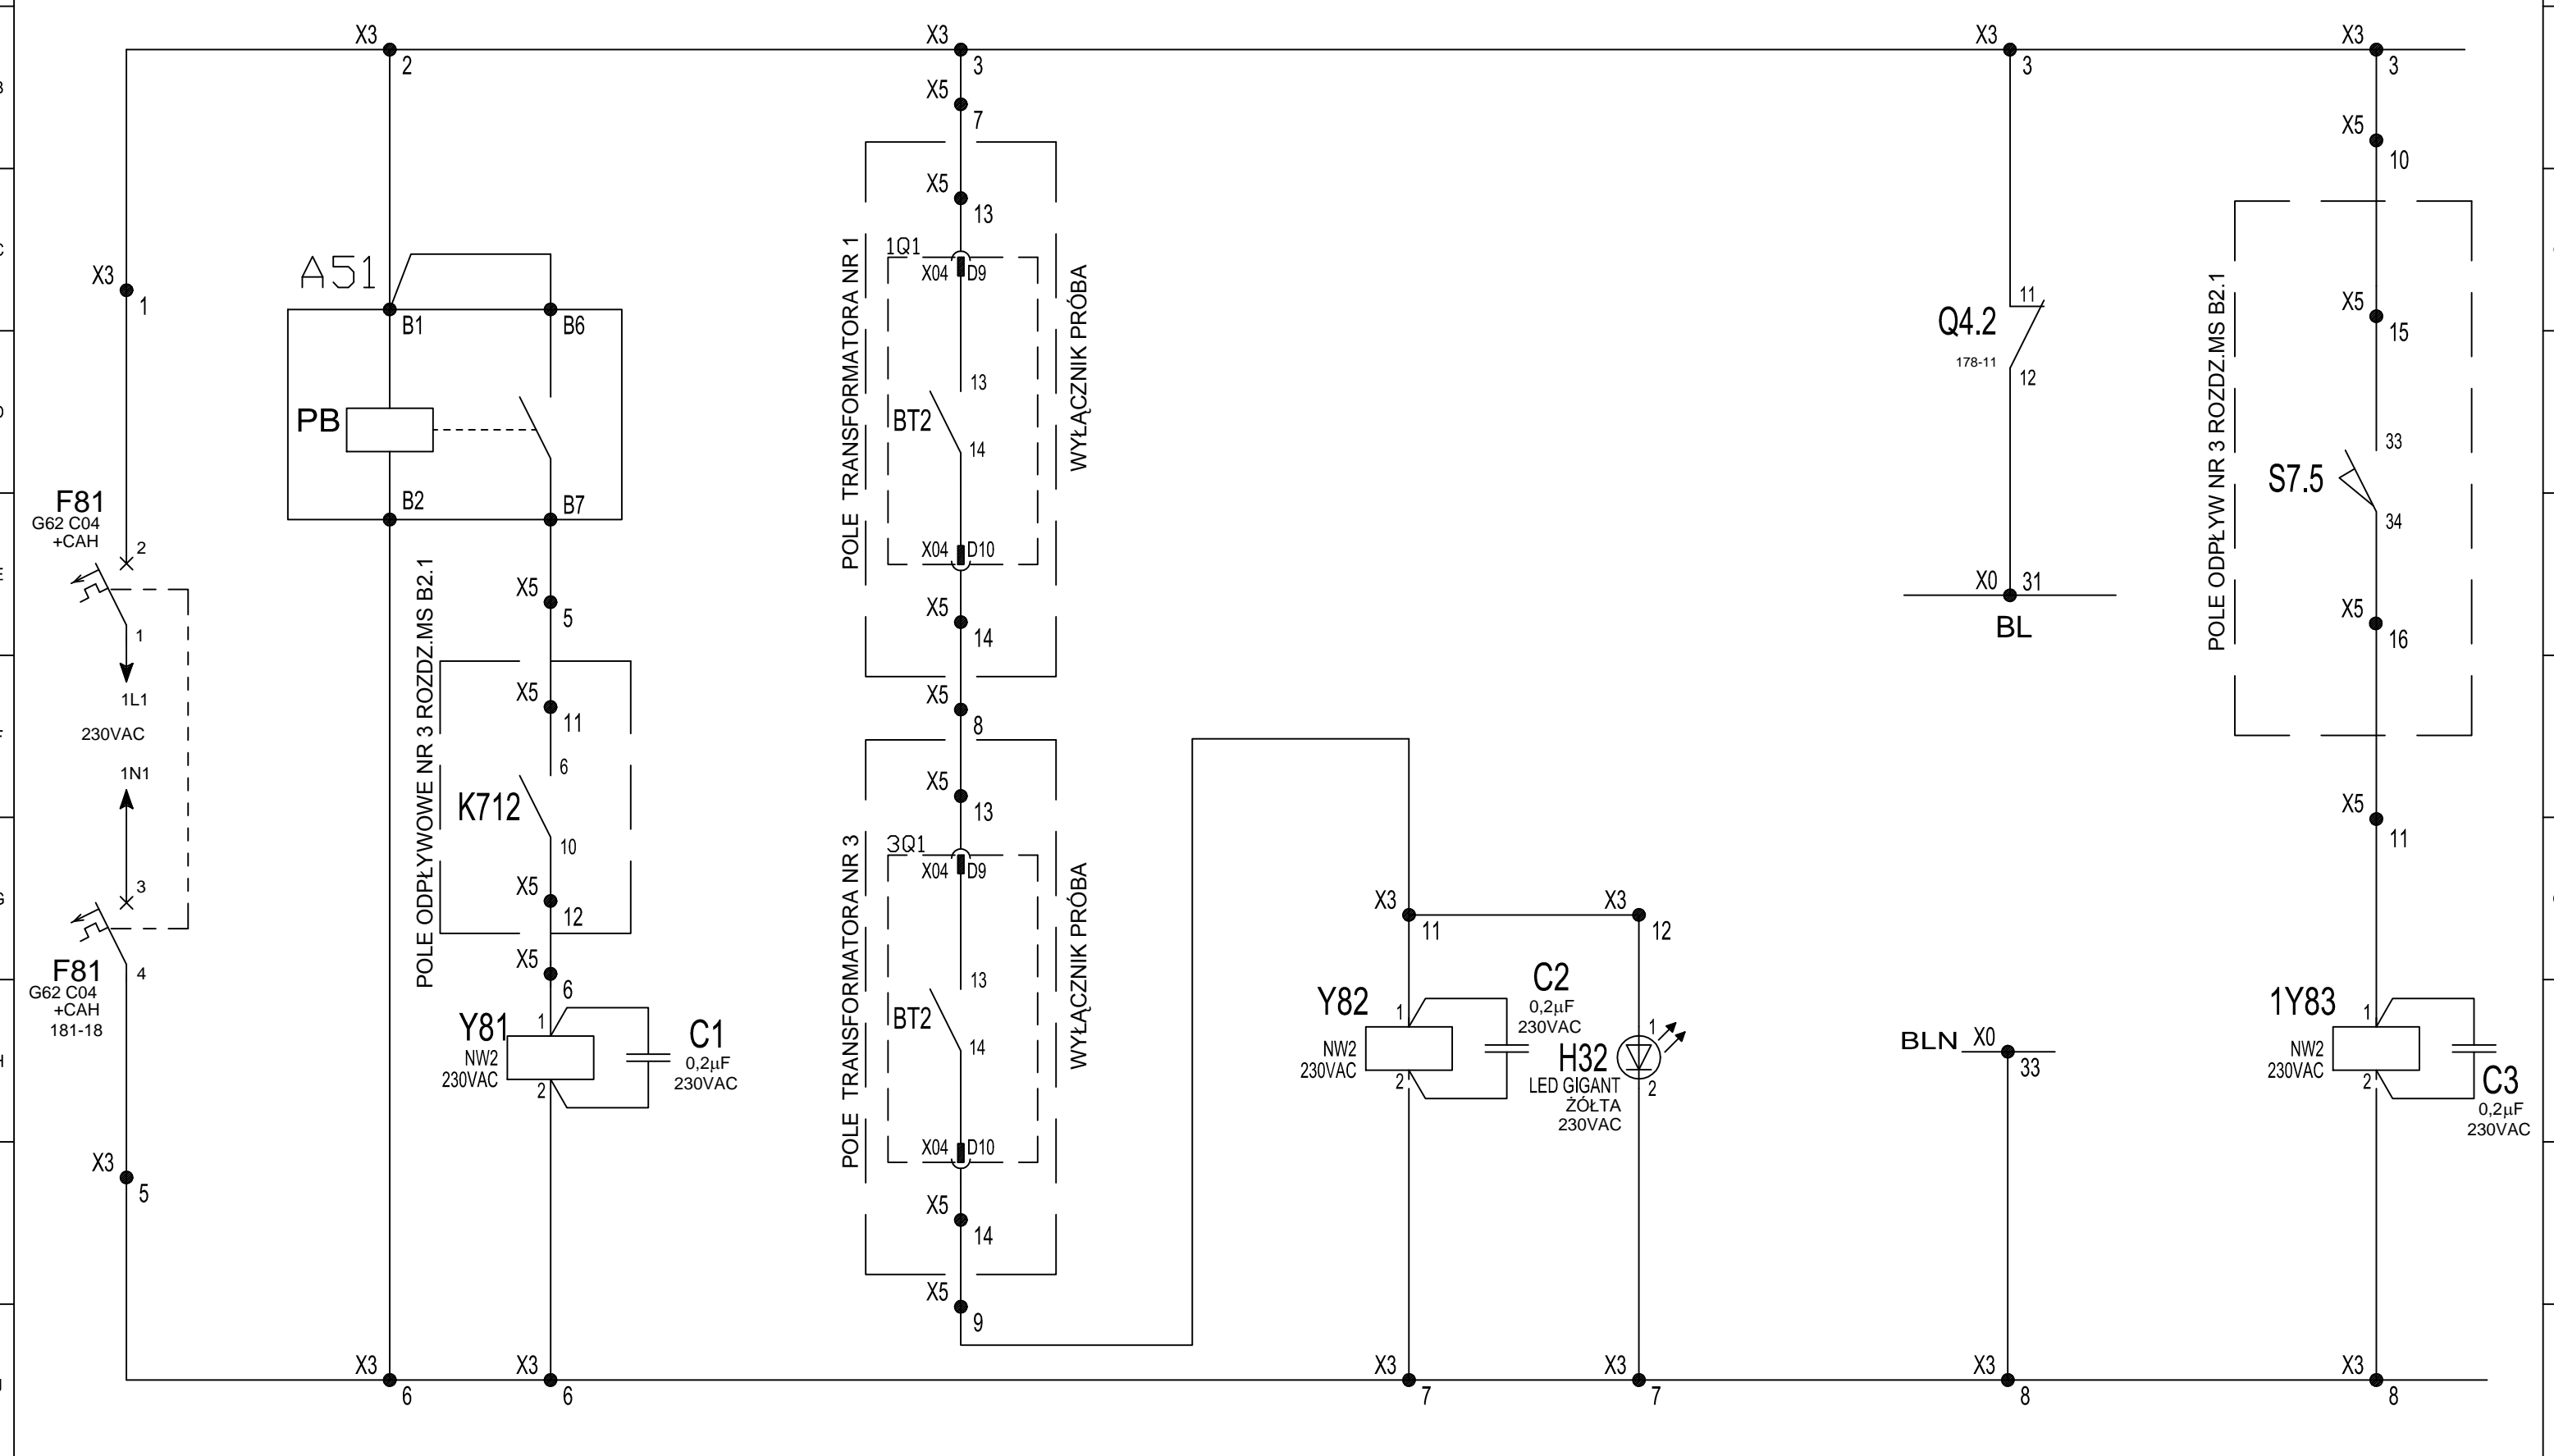 X3
2
X3
3
X3
3
X3
3
X5
7
X5
10
X5
13
X3
1
A51
B1
B6
PB
B2
B7
F81
G62 C04
+CAH
2
1
1L1
230VAC
1N1
3
4
F81
G62 C04
+CAH
181-18
X3
5
POLE ODPŁYWOWE NR 3 ROZDZ.MS B2.1
X5
5
X5
11
6
K712
10
X5
12
X5
6
Y81
NW2
230VAC
1
2
C1
0,2µF
230VAC
POLE TRANSFORMATORA NR 1
WYŁĄCZNIK PRÓBA
1Q1
X04
D9
13
BT2
14
X04
D10
X5
14
X5
8
POLE TRANSFORMATORA NR 3
WYŁĄCZNIK PRÓBA
X5
13
3Q1
X04
D9
13
BT2
14
X04
D10
X5
14
X5
9
X3
11
X3
12
Y82
NW2
230VAC
1
2
C2
0,2µF
230VAC
H32
LED GIGANT
ŻÓŁTA
230VAC
1
2
Q4.2
178-11
11
12
X0
31
BL
BLN
X0
33
POLE ODPŁYW NR 3 ROZDZ.MS B2.1
X5
15
33
S7.5
34
X5
16
X5
11
1Y83
NW2
230VAC
1
2
C3
0,2µF
230VAC
X3
6
X3
6
X3
7
X3
7
X3
8
X3
8